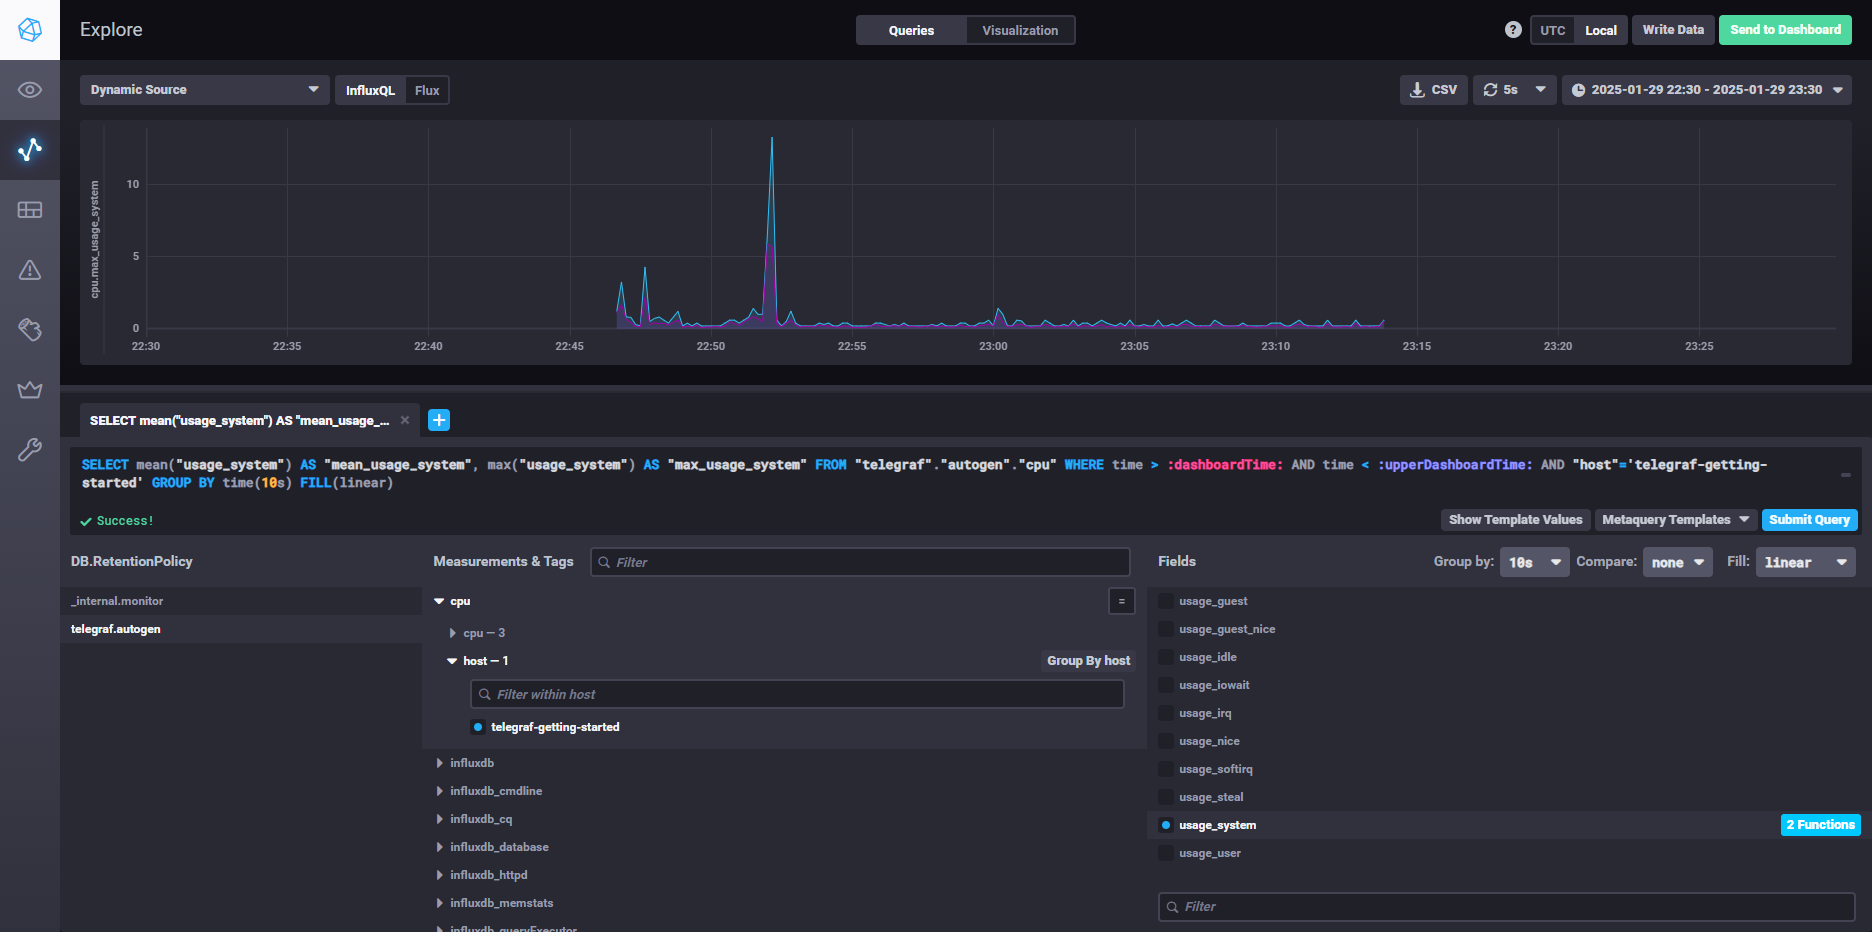 Explore
Queries
Visualization
?
UTC
Local
Write Data
Send to Dashboard
Dynamic Source
InfluxQL
Flux
CSV
5s
2025-01-29 22:30 - 2025-01-29 23:30
cpu.max_usage_system
10
5
0
22:30
22:35
22:40
22:45
22:50
22:55
23:00
23:05
23:10
23:15
23:20
23:25
SELECT mean("usage_system") AS "mean_usage_...
SELECT mean("usage_system") AS "mean_usage_system", max("usage_system") AS "max_usage_system" FROM "telegraf"."autogen"."cpu" WHERE time > :dashboardTime: AND time < :upperDashboardTime: AND "host"='telegraf-getting-
started' GROUP BY time(10s) FILL(linear)
Success!
Show Template Values
Metaquery Templates
Submit Query
DB.RetentionPolicy
_internal.monitor
telegraf.autogen
Measurements & Tags
Filter
cpu
=
cpu — 3
host — 1
Group By host
Filter within host
telegraf-getting-started
influxdb
influxdb_cmdline
influxdb_cq
influxdb_database
influxdb_httpd
influxdb_memstats
influxdb_queryExecutor
Fields
Group by:
10s
Compare:
none
Fill:
linear
usage_guest
usage_guest_nice
usage_idle
usage_iowait
usage_irq
usage_nice
usage_softirq
usage_steal
usage_system
2 Functions
usage_user
Filter